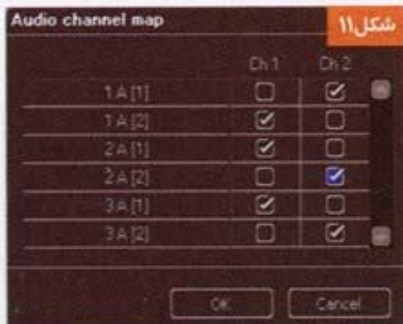 Audio channel map
شکل۱۱
Ch 1 Ch 2
1 A [1]
1 A [2]
2 A [1]
2 A [2]
3 A [1]
3 A [2]
OK Cancel